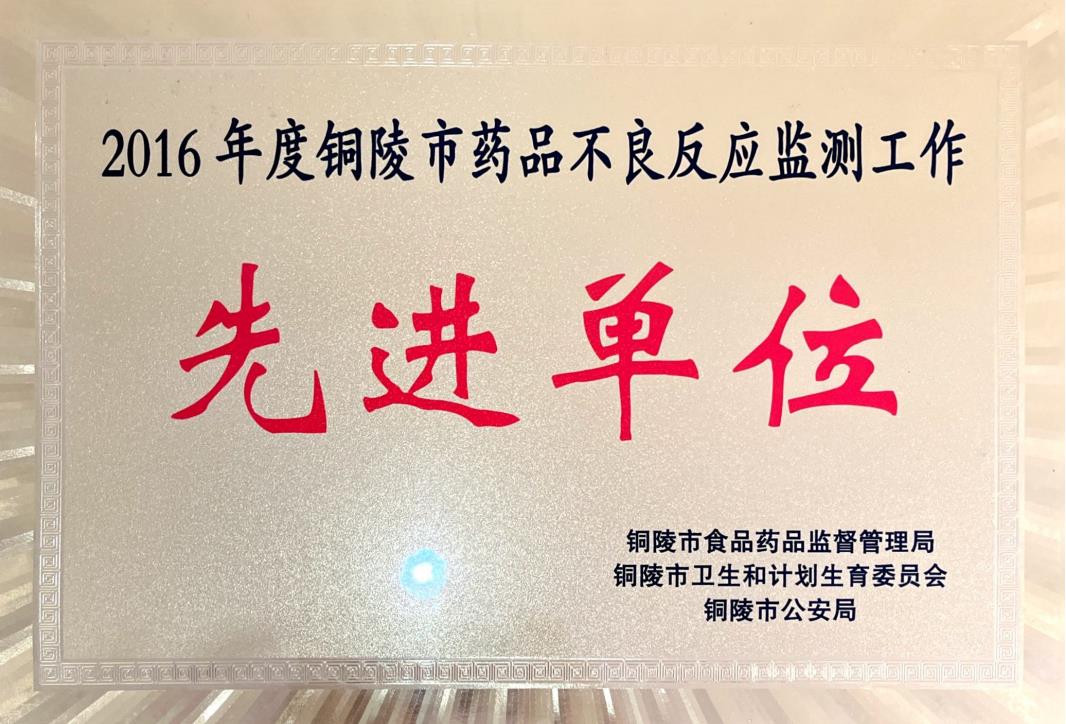 2016年度铜陵市药品不良反应监测工作
先进单位
铜陵市食品药品监督管理局
铜陵市卫生和计划生育委员会
铜陵市公安局